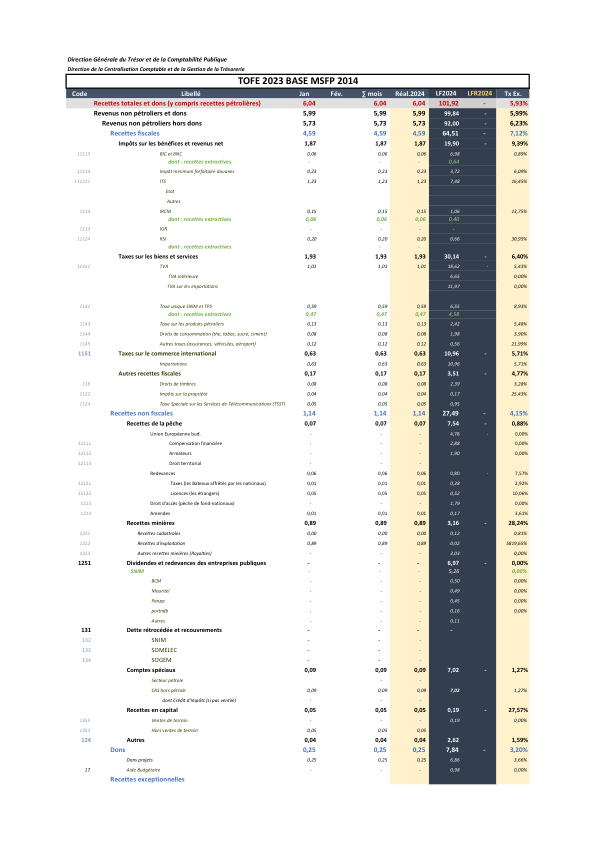 Direction Générale du Trésor et de la Comptabilité Publique
Direction de la Centralisation Comptable et de la Gestion de la Trésorerie
TOFE 2023 BASE MSFP 2014
Code Libellé Jan Fév. ∑ mois Réal.2024 LF2024 LFR2024 Tx Ex.
Recettes totales et dons (y compris recettes pétrolières) 6,04 6,04 6,04 101,92 - 5,93%
Revenus non pétroliers et dons 5,99 5,99 5,99 99,84 - 5,99%
Revenus non pétroliers hors dons 5,73 5,73 5,73 92,00 - 6,23%
Recettes fiscales 4,59 4,59 4,59 64,51 - 7,12%
Impôts sur les bénéfices et revenus net 1,87 1,87 1,87 19,90 - 9,39%
11113 BIC et BNC 0,06 0,06 0,06 6,98 0,89%
dont : recettes extractives - - - 0,64
11114 Impôt minimum forfaitaire douanes 0,23 0,23 0,23 3,72 6,09%
111211 ITS 1,23 1,23 1,23 7,48 16,45%
Etat
Autres
1114 IRCM 0,15 0,15 0,15 1,06 13,75%
dont : recettes extractives 0,06 0,06 0,06 0,40
1113 IGR - - - -
11124 RSI 0,20 0,20 0,20 0,66 30,95%
dont : recettes extractives - - -
Taxes sur les biens et services 1,93 1,93 1,93 30,14 - 6,40%
11411 TVA 1,01 1,01 1,01 18,62 - 5,43%
TVA intérieure 6,65 0,00%
TVA sur les importations 11,97 0,00%
1142 Taxe unique SNIM et TPS 0,59 0,59 0,59 6,55 8,93%
dont : recettes extractives 0,47 0,47 0,47 4,58
1143 Taxe sur les produits pétroliers 0,13 0,13 0,13 2,42 5,48%
1144 Droits de consommation (thé, tabac, sucre, ciment) 0,08 0,08 0,08 1,98 3,90%
1145 Autres taxes (assurances, véhicules, aéroport) 0,12 0,12 0,12 0,56 21,99%
1151 Taxes sur le commerce international 0,63 0,63 0,63 10,96 - 5,71%
Importations 0,63 0,63 0,63 10,96 5,71%
Autres recettes fiscales 0,17 0,17 0,17 3,51 - 4,77%
116 Droits de timbres 0,08 0,08 0,08 2,39 3,28%
1122 Impôts sur la propriété 0,04 0,04 0,04 0,17 25,43%
1124 Taxe Spéciale sur les Services de Télécommunications (TSST) 0,05 0,05 0,05 0,95
Recettes non fiscales 1,14 1,14 1,14 27,49 - 4,15%
Recettes de la pêche 0,07 0,07 0,07 7,54 - 0,88%
Union Européenne bud. - - - 4,78 - 0,00%
12111 Compensation financière - - - 2,88 0,00%
12112 Armateurs - - - 1,90 0,00%
12113 Droit territorial - - -
Redevances 0,06 0,06 0,06 0,80 - 7,57%
12121 Taxes (les Bateaux affrétés par les nationaux) 0,01 0,01 0,01 0,28 2,92%
12122 Licences (les étrangers) 0,05 0,05 0,05 0,52 10,06%
1213 Droit d'accès (pêche de fond-nationaux) - - - 1,79 0,00%
1214 Amendes 0,01 0,01 0,01 0,17 3,61%
Recettes minières 0,89 0,89 0,89 3,16 - 28,24%
1221 Recettes cadastrales 0,00 0,00 0,00 0,12 0,81%
1222 Recettes d'exploitation 0,89 0,89 0,89 0,02 5819,65%
1223 Autres recettes minières (Royalties) - - - 3,03 0,00%
1251 Dividendes et redevances des entreprises publiques - - - 6,97 - 0,00%
SNIM - - 5,26 0,00%
BCM - - 0,50 0,00%
Mauritel - - 0,49 0,00%
Panpa - - 0,45 0,00%
portndb - - 0,16 0,00%
Autres - - 0,11
131 Dette rétrocédée et recouvrements - - - -
132 SNIM - -
133 SOMELEC - -
134 SOGEM - -
Comptes spéciaux 0,09 0,09 0,09 7,02 - 1,27%
Secteur pétrole - -
CAS hors pétrole 0,09 0,09 0,09 7,02 1,27%
dont Crédit d'impôts (si pas ventilé) - - -
Recettes en capital 0,05 0,05 0,05 0,19 - 27,57%
1355 Ventes de terrain - - - 0,19 0,00%
1353 Hors ventes de terrain 0,05 0,05 0,05
124 Autres 0,04 0,04 0,04 2,62 1,59%
Dons 0,25 0,25 0,25 7,84 - 3,20%
Dons projets 0,25 0,25 0,25 6,86 3,66%
17 Aide Budgétaire - - - 0,98 0,00%
Recettes exceptionnelles